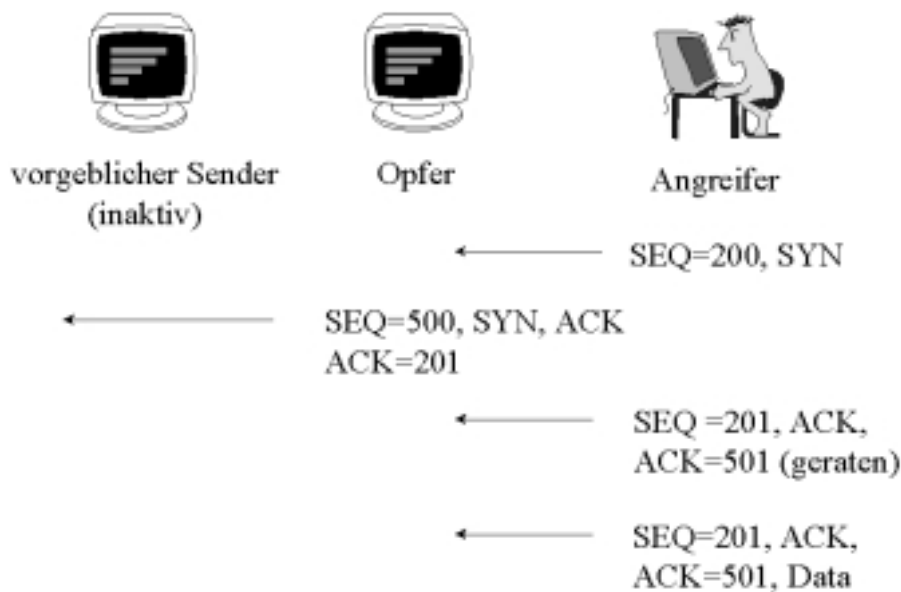 vorgeblicher Sender
(inaktiv)
Opfer
Angreifer
SEQ=200, SYN
SEQ=500, SYN, ACK
ACK=201
SEQ =201, ACK,
ACK=501 (geraten)
SEQ=201, ACK,
ACK=501, Data